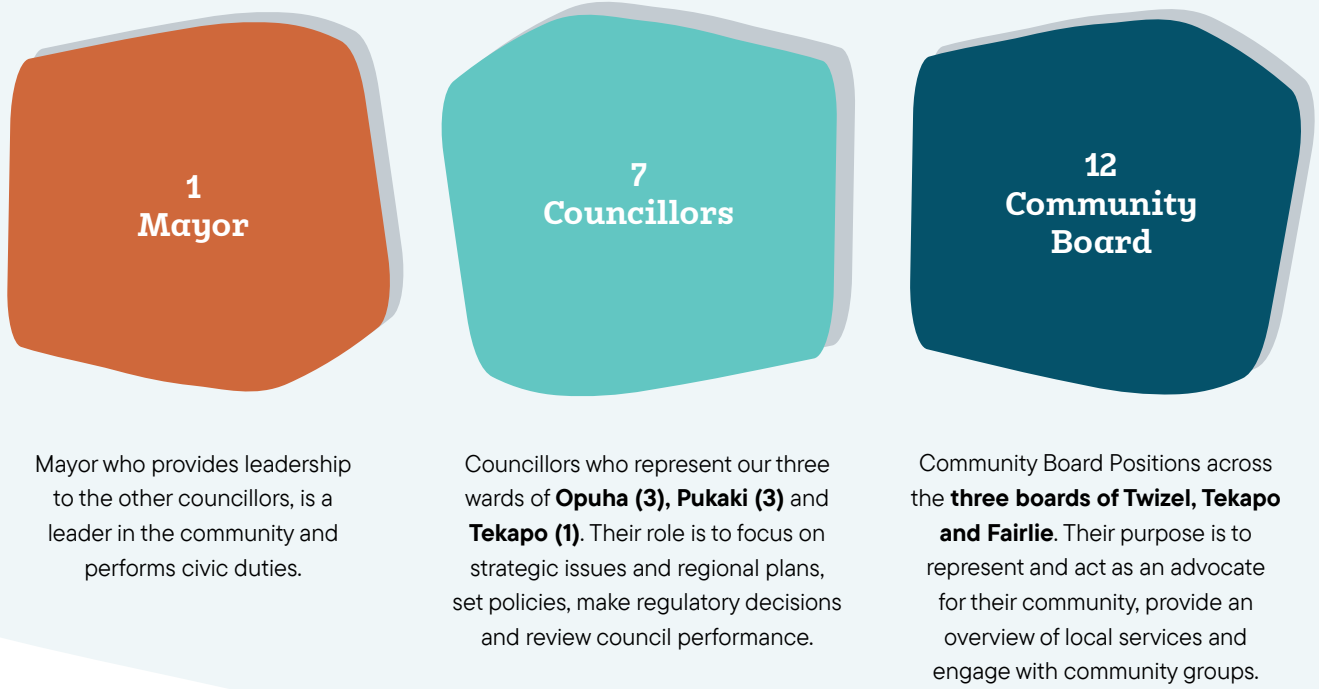 1
Mayor
7
Councillors
12
Community
Board
Mayor who provides leadership
to the other councillors, is a
leader in the community and
performs civic duties.
Councillors who represent our three
wards of Opuha (3), Pukaki (3) and
Tekapo (1). Their role is to focus on
strategic issues and regional plans,
set policies, make regulatory decisions
and review council performance.
Community Board Positions across
the three boards of Twizel, Tekapo
and Fairlie. Their purpose is to
represent and act as an advocate
for their community, provide an
overview of local services and
engage with community groups.